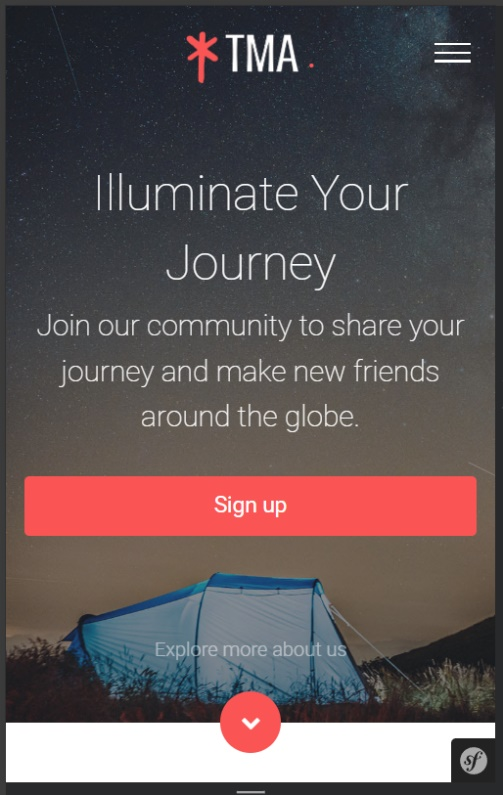 TMA .
Illuminate Your
Journey
Join our community to share your
journey and make new friends
around the globe.
Sign up
Explore more about us
sf